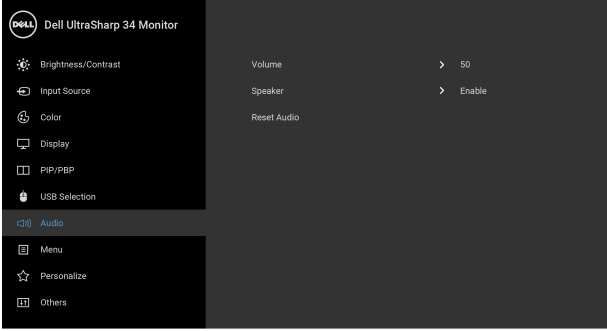 DELL Dell UltraSharp 34 Monitor
Brightness/Contrast
Input Source
Color
Display
PIP/PBP
USB Selection
Audio
Menu
Personalize
Others
Volume > 50
Speaker > Enable
Reset Audio